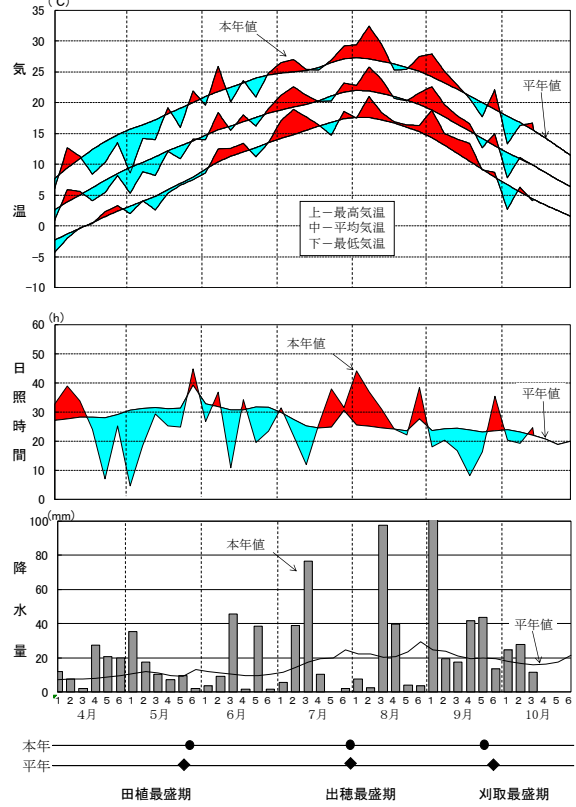 (℃)
35
30
25
20
15
10
5
0
−5
−10
気
温
本年値
平年値
上－最高気温
中－平均気温
下－最低気温
(h)
60
50
40
30
20
10
0
日
照
時
間
本年値
平年値
(mm)
100
80
60
40
20
0
降
水
量
本年値
平年値
1 2 3 4 5 6 1 2 3 4 5 6 1 2 3 4 5 6 1 2 3 4 5 6 1 2 3 4 5 6 1 2 3 4 5 6 1 2 3 4 5 6
4月 5月 6月 7月 8月 9月 10月
本年
平年
田植最盛期 出穂最盛期 刈取最盛期